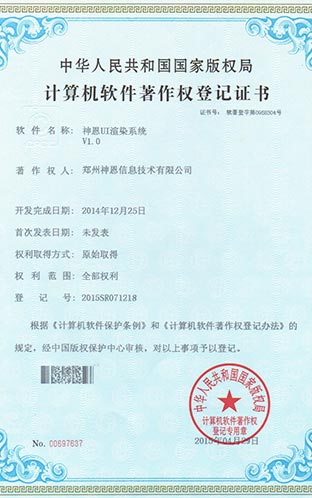 中华人民共和国国家版权局
计算机软件著作权登记证书
证书号： 软著登字第0958304号
软件名称： 神恩UI渲染系统
V1.0
著作权人： 郑州神恩信息技术有限公司
开发完成日期： 2014年12月25日
首次发表日期： 未发表
权利取得方式： 原始取得
权利范围： 全部权利
登记号： 2015SR071218
根据《计算机软件保护条例》和《计算机软件著作权登记办法》的
规定，经中国版权保护中心审核，对以上事项予以登记。
中华人民共和国国家版权局
计算机软件著作权
登记专用章
2015年04月29日
No. 00697637